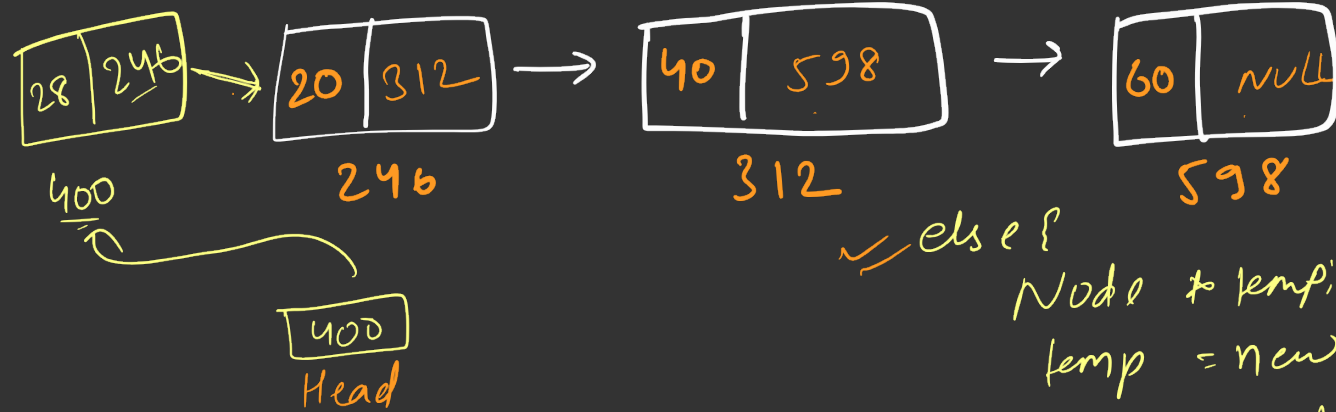 28 246 20 312 40 598 60 NULL
400 246 312 598
else {
Node * temp;
400 temp = new
Head